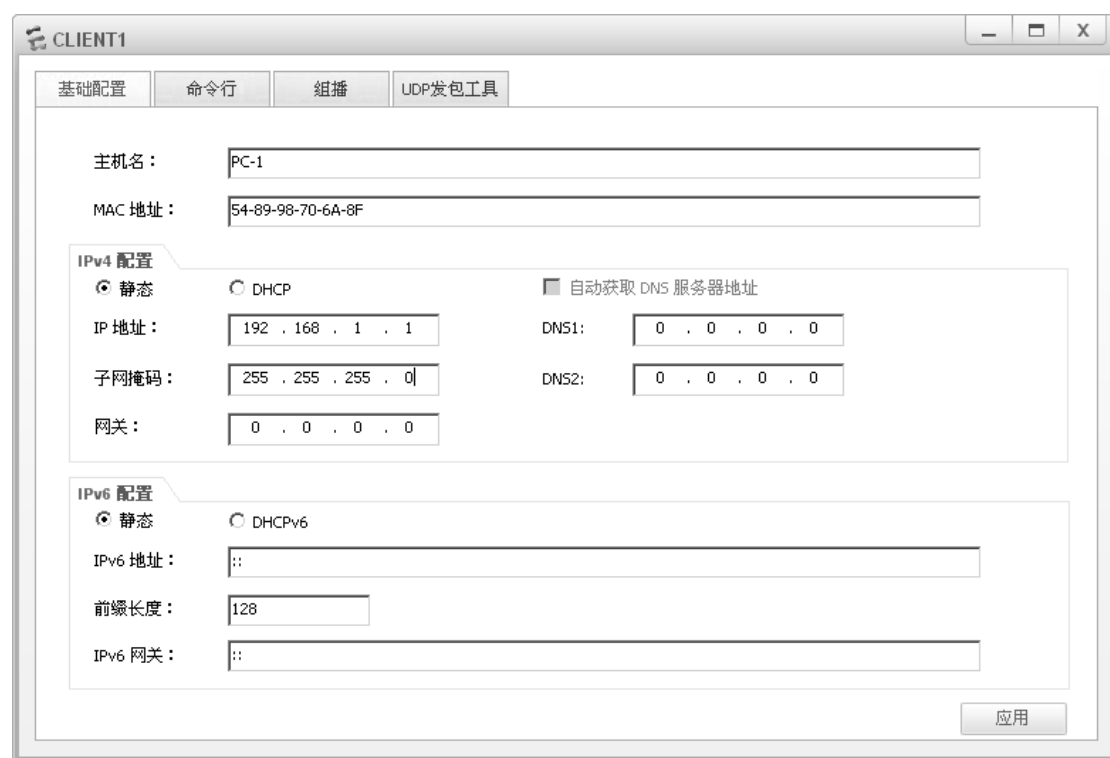 CLIENT1
基础配置 命令行 组播 UDP发包工具
主机名： PC-1
MAC 地址： 54-89-98-70-6A-8F
IPv4 配置
静态 DHCP 自动获取 DNS 服务器地址
IP 地址： 192 . 168 . 1 . 1 DNS1: 0 . 0 . 0 . 0
子网掩码： 255 . 255 . 255 . 0 DNS2: 0 . 0 . 0 . 0
网关： 0 . 0 . 0 . 0
IPv6 配置
静态 DHCPv6
IPv6 地址： ::
前缀长度： 128
IPv6 网关： ::
应用